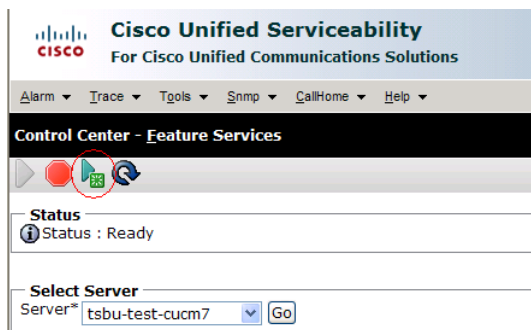 Cisco Unified Serviceability
CISCO
For Cisco Unified Communications Solutions
Alarm Trace Tools Snmp CallHome Help
Control Center - Feature Services
Status
Status : Ready
Select Server
Server* tsbu-test-cucm7 Go